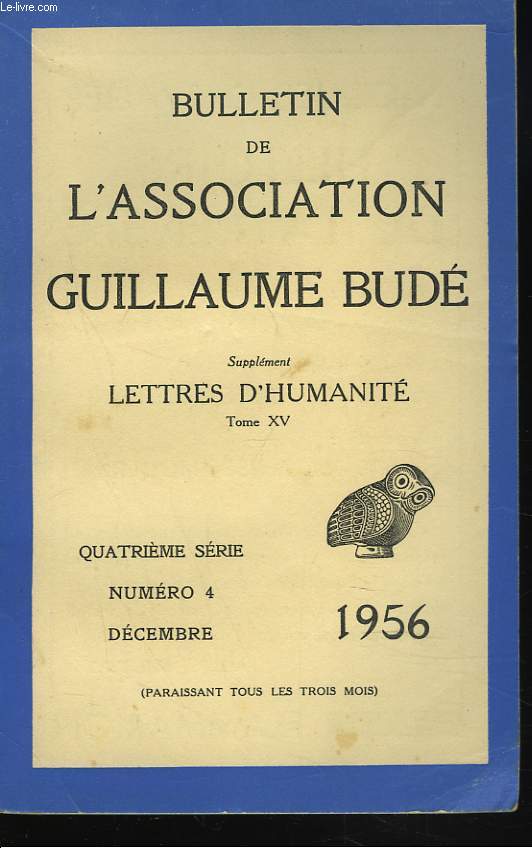 Le-livre.com
BULLETIN
DE
L'ASSOCIATION
GUILLAUME BUDÉ
Supplément
LETTRES D'HUMANITÉ
Tome XV
QUATRIÈME SÉRIE
NUMÉRO 4
DÉCEMBRE
1956
(PARAISSANT TOUS LES TROIS MOIS)